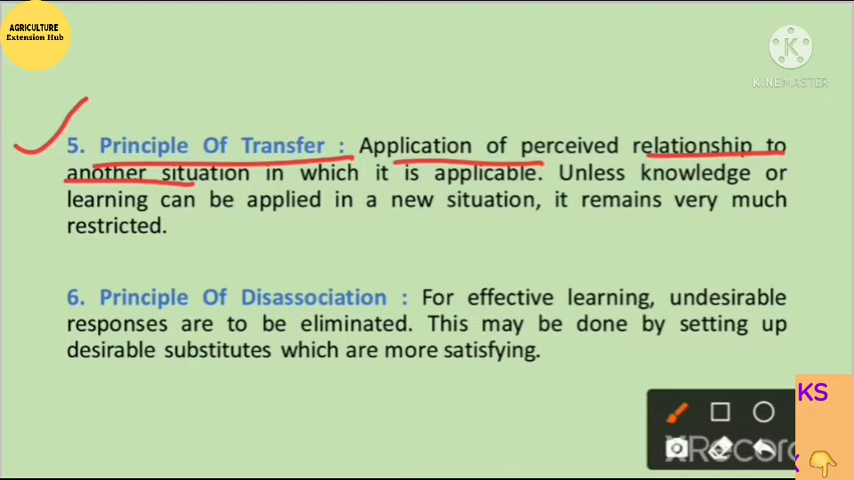 AGRICULTURE
Extension Hub
KINEMASTER
5. Principle Of Transfer : Application of perceived relationship to
another situation in which it is applicable. Unless knowledge or
learning can be applied in a new situation, it remains very much
restricted.
6. Principle Of Disassociation : For effective learning, undesirable
responses are to be eliminated. This may be done by setting up
desirable substitutes which are more satisfying.
KS